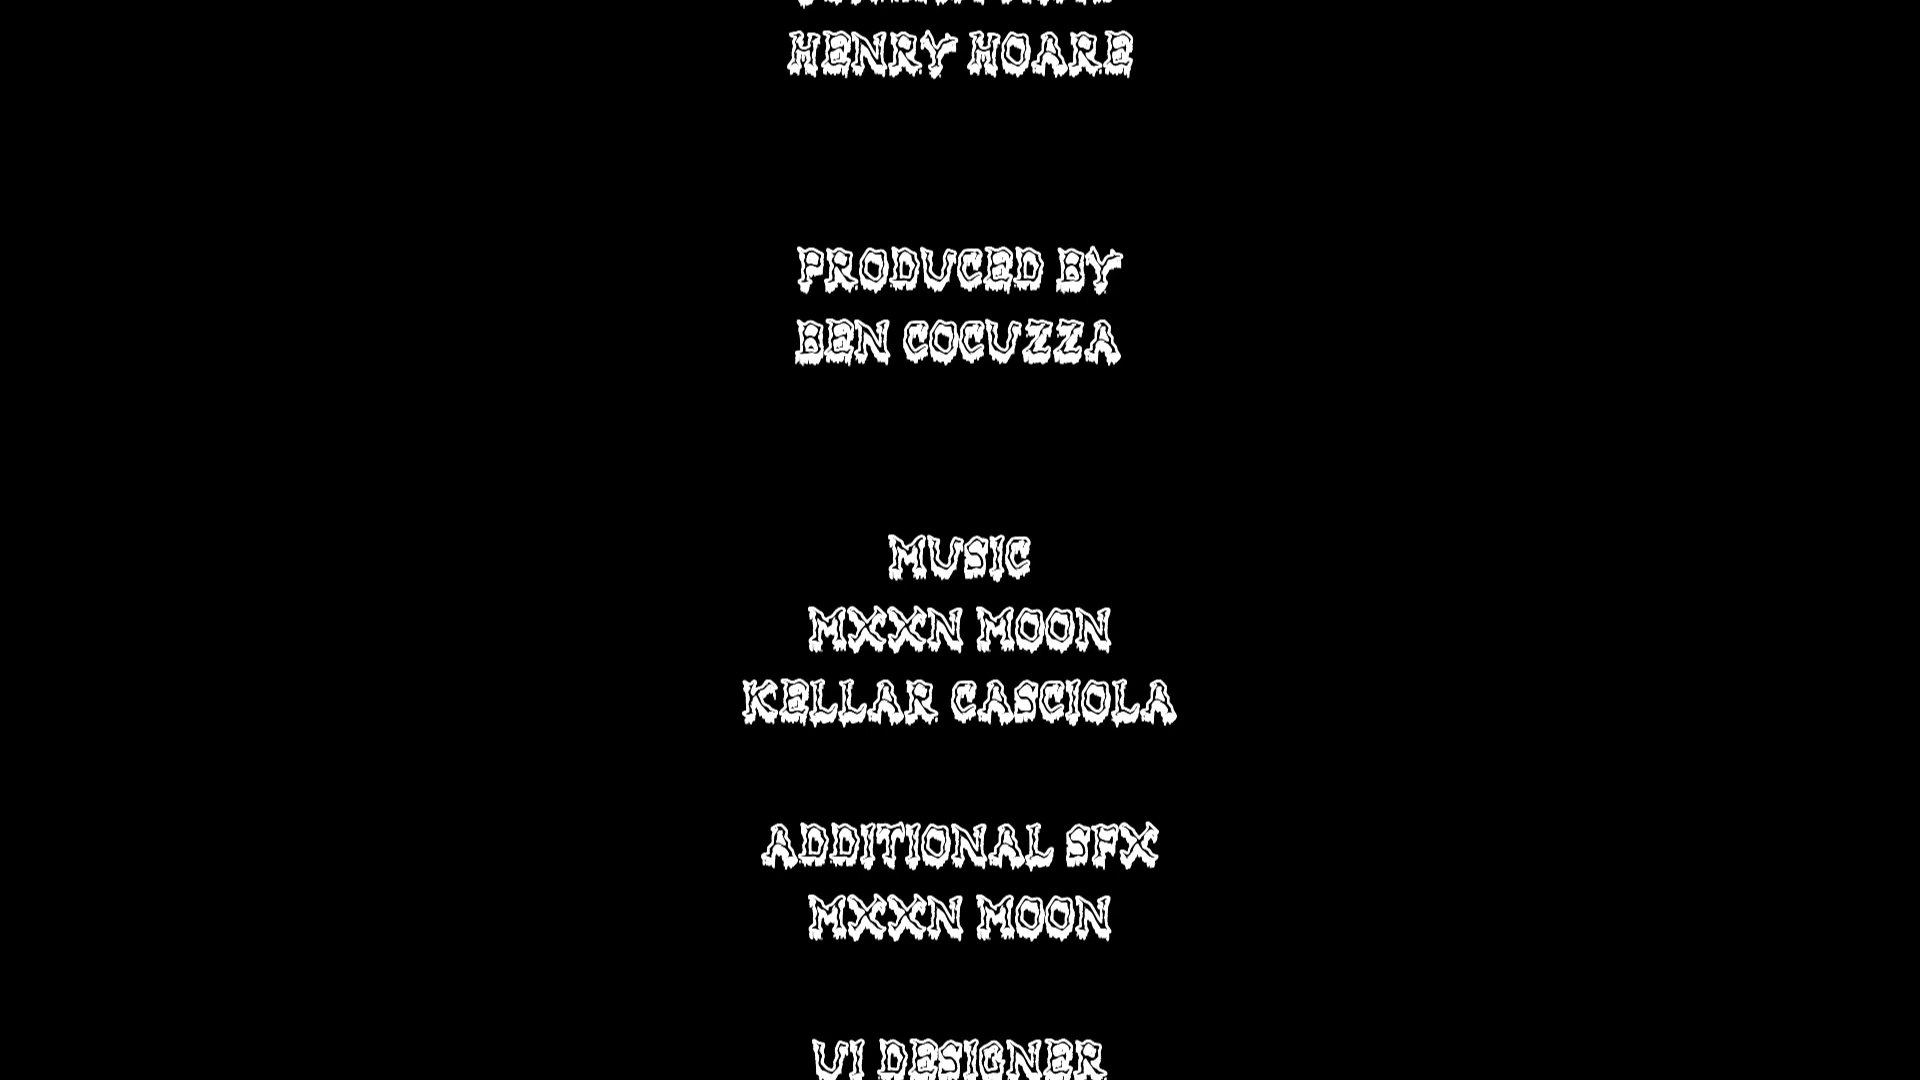 HENRY HOARE
PRODUCED BY
BEN COCUZZA
MUSIC
MXXN MOON
KELLAR CASCIOLA
ADDITIONAL SFX
MXXN MOON
UI DESIGNER